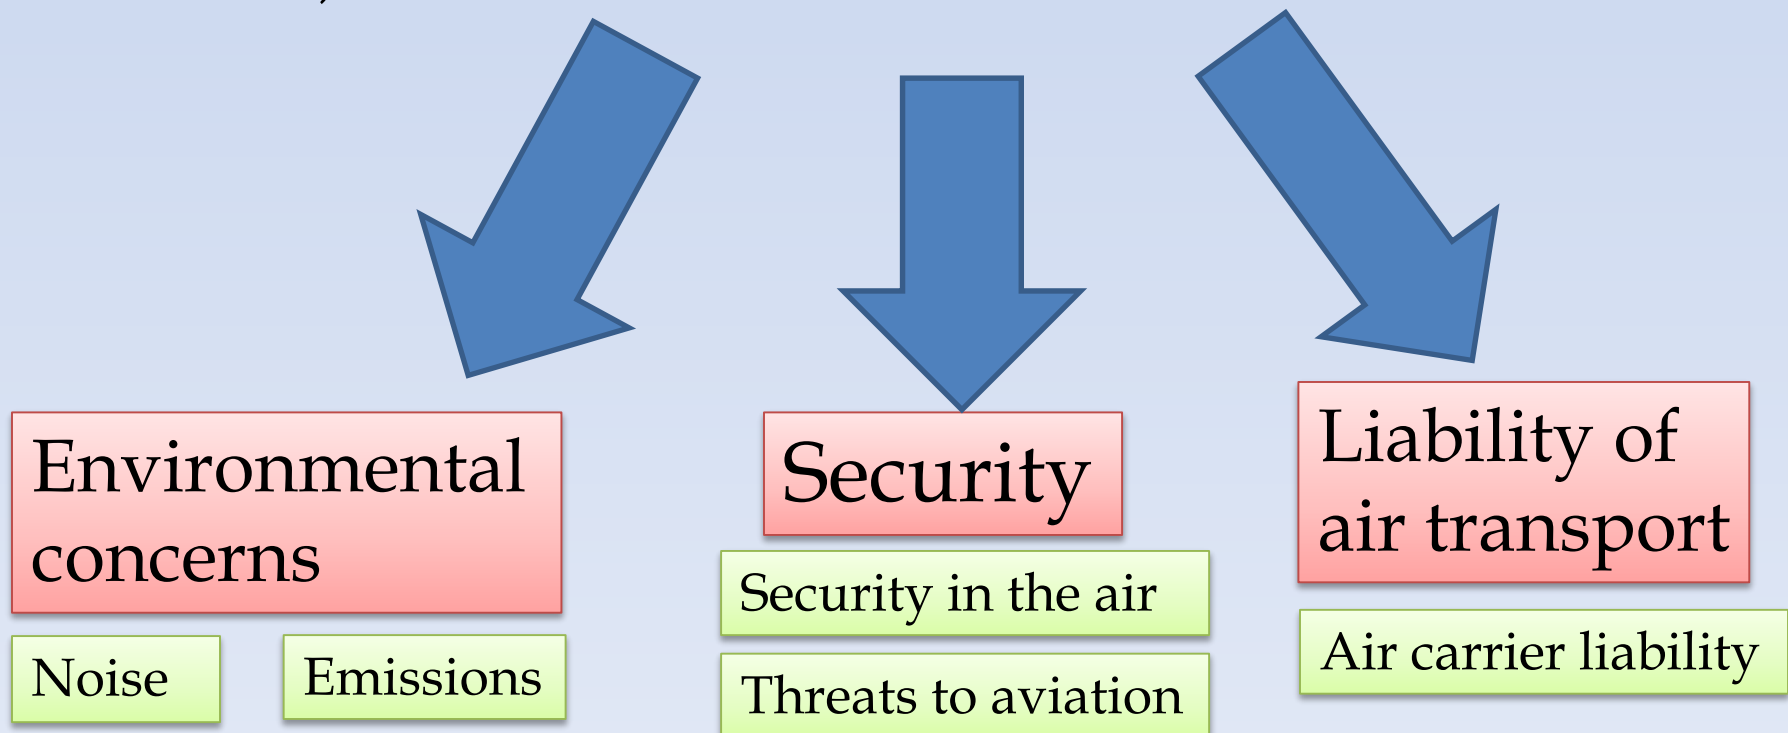 Environmental
concerns
Noise
Emissions
Security
Security in the air
Threats to aviation
Liability of
air transport
Air carrier liability